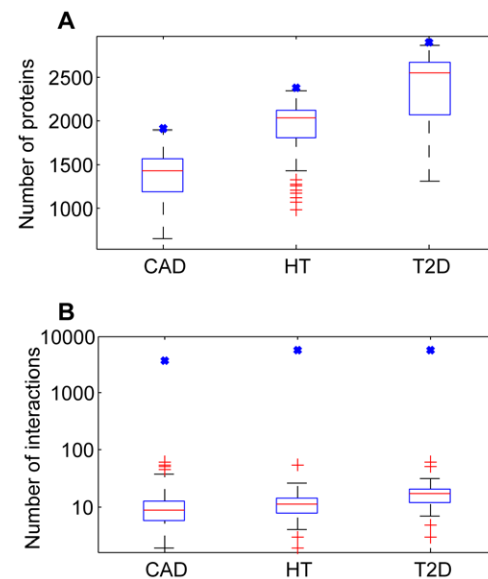 A
Number of proteins
2500
2000
1500
1000
CAD HT T2D
B
Number of interactions
10000
1000
100
10
CAD HT T2D